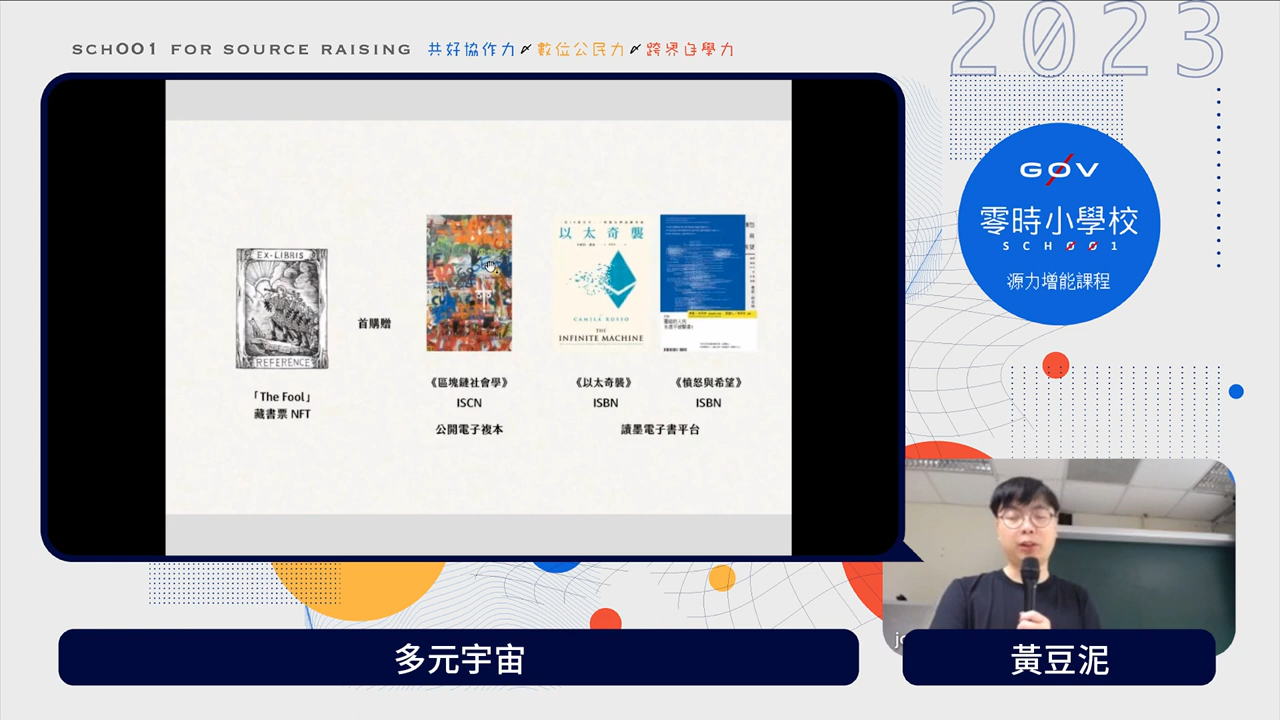 SCH001 FOR SOURCE RAISING 共好協作力 數位公民力 跨界自學力
2023
G0V
零時小學校
SCH001
源力增能課程
EX-LIBRIS
REFERENCE
首購贈
「The Fool」
藏書票 NFT
《區塊鏈社會學》
ISCN
公開電子複本
以太奇襲
CAMILA RUSSO
THE
INFINITE MACHINE
《以太奇襲》
ISBN
《憤怒與希望》
ISBN
讀墨電子書平台
多元宇宙
黃豆泥